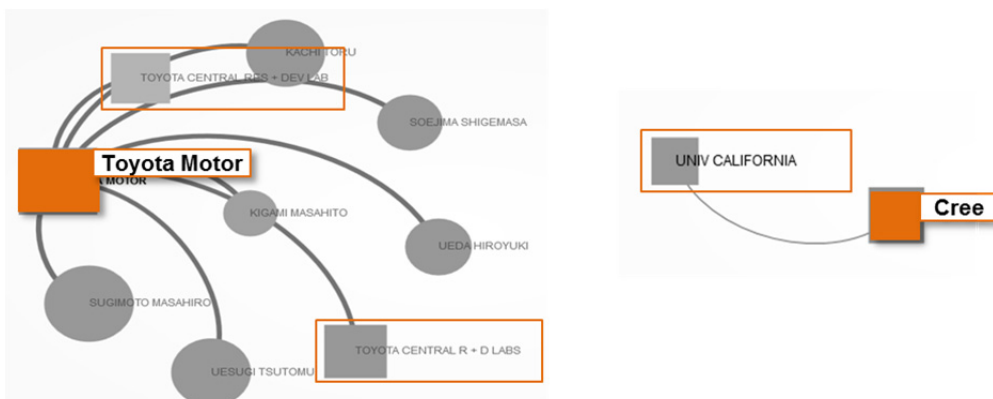 KACHI TORU
TOYOTA CENTRAL RES + DEV LAB
SOEJIMA SHIGEMASA
Toyota Motor
MOTOR
KIGAMI MASAHITO
UEDA HIROYUKI
SUGIMOTO MASAHIRO
TOYOTA CENTRAL R + D LABS
UESUGI TSUTOMU
UNIV CALIFORNIA
Cree